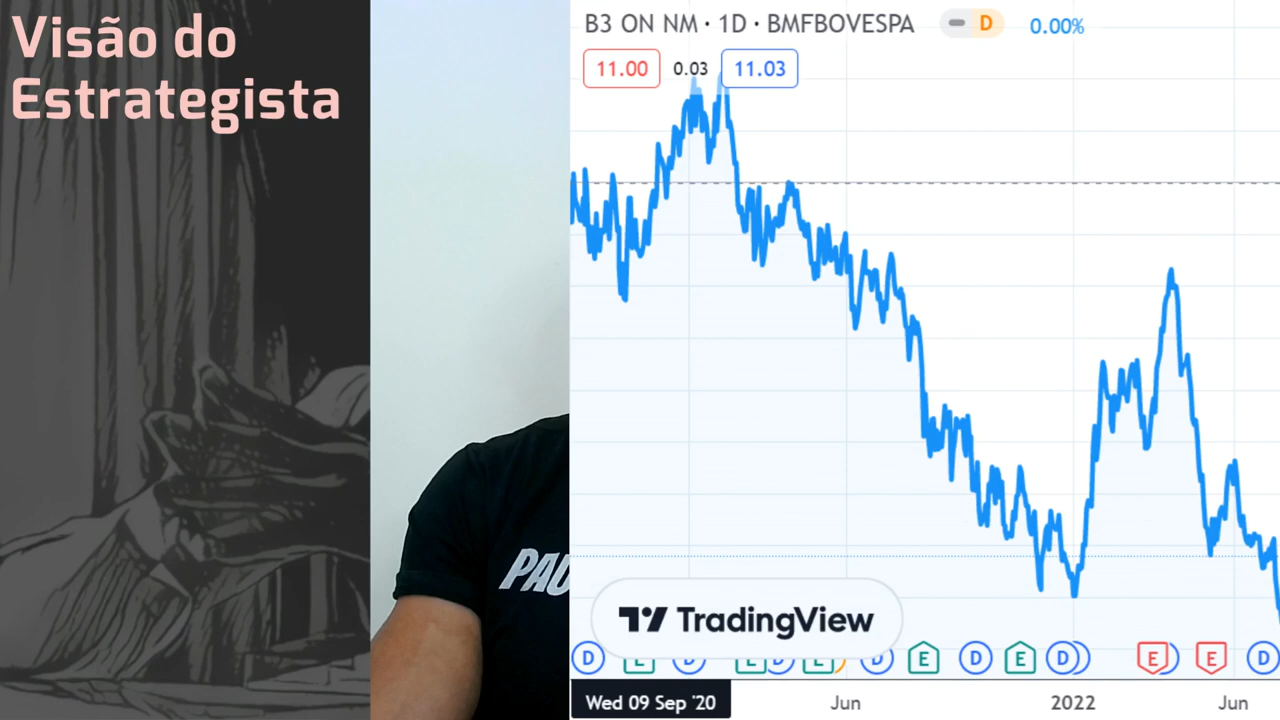 Visão do
Estrategista
B3 ON NM · 1D · BMFBOVESPA
D
0.00%
11.00
0.03
11.03
PAU
TradingView
D
E
D
E
D
E
D
E
D
E
D
E
E
D
Wed 09 Sep '20
Jun
2022
Jun